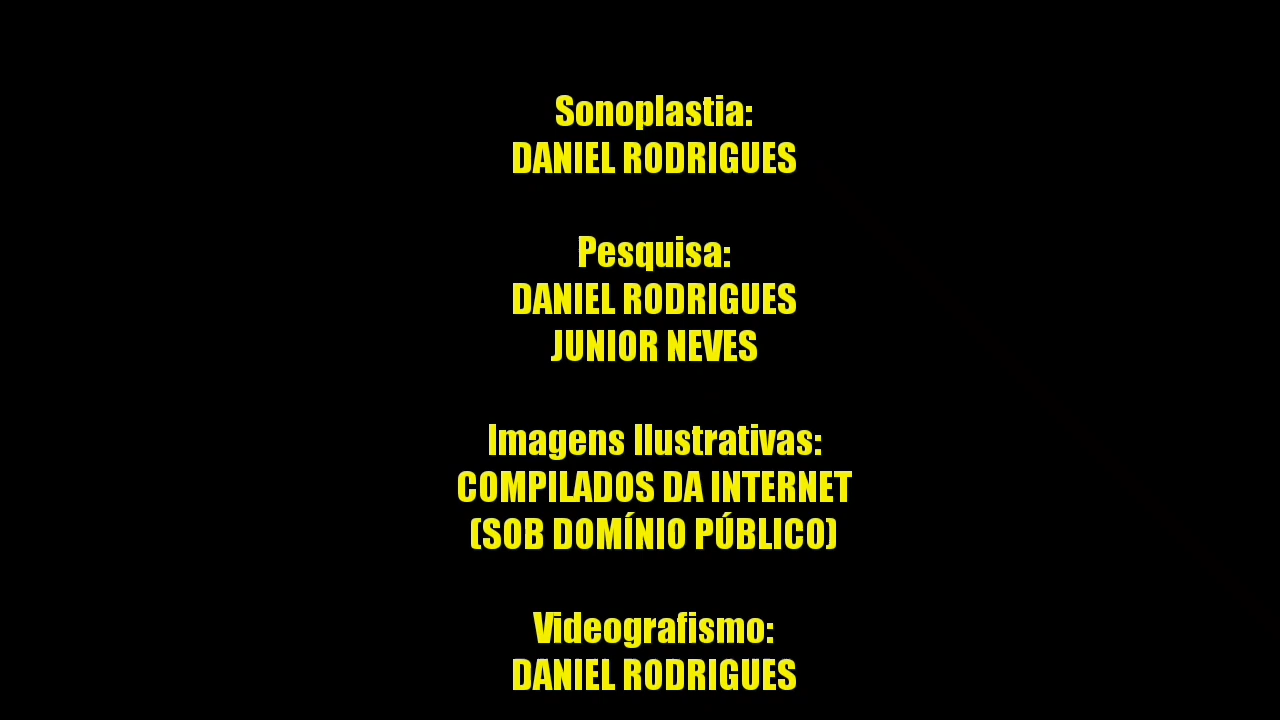 Sonoplastia:
DANIEL RODRIGUES
Pesquisa:
DANIEL RODRIGUES
JUNIOR NEVES
Imagens Ilustrativas:
COMPILADOS DA INTERNET
(SOB DOMÍNIO PÚBLICO)
Videografismo:
DANIEL RODRIGUES